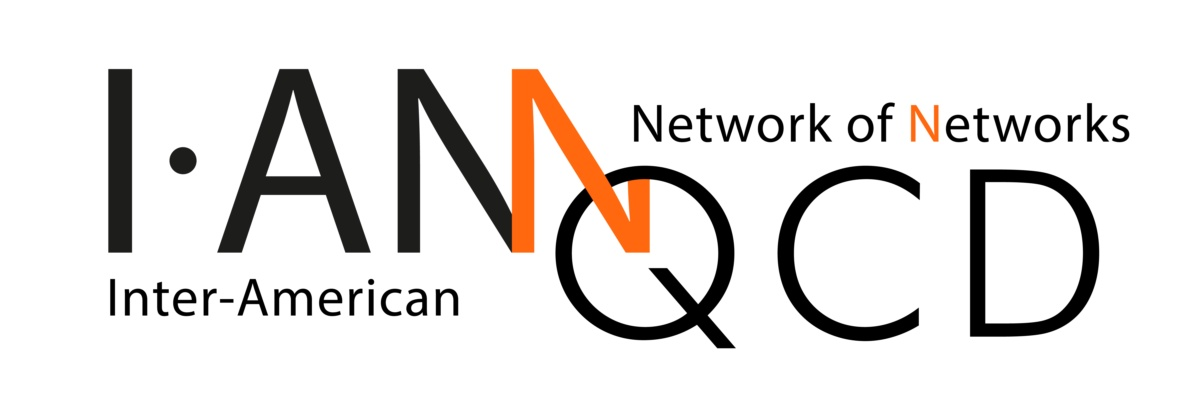 I·ANN
Network of Networks
QCD
Inter-American